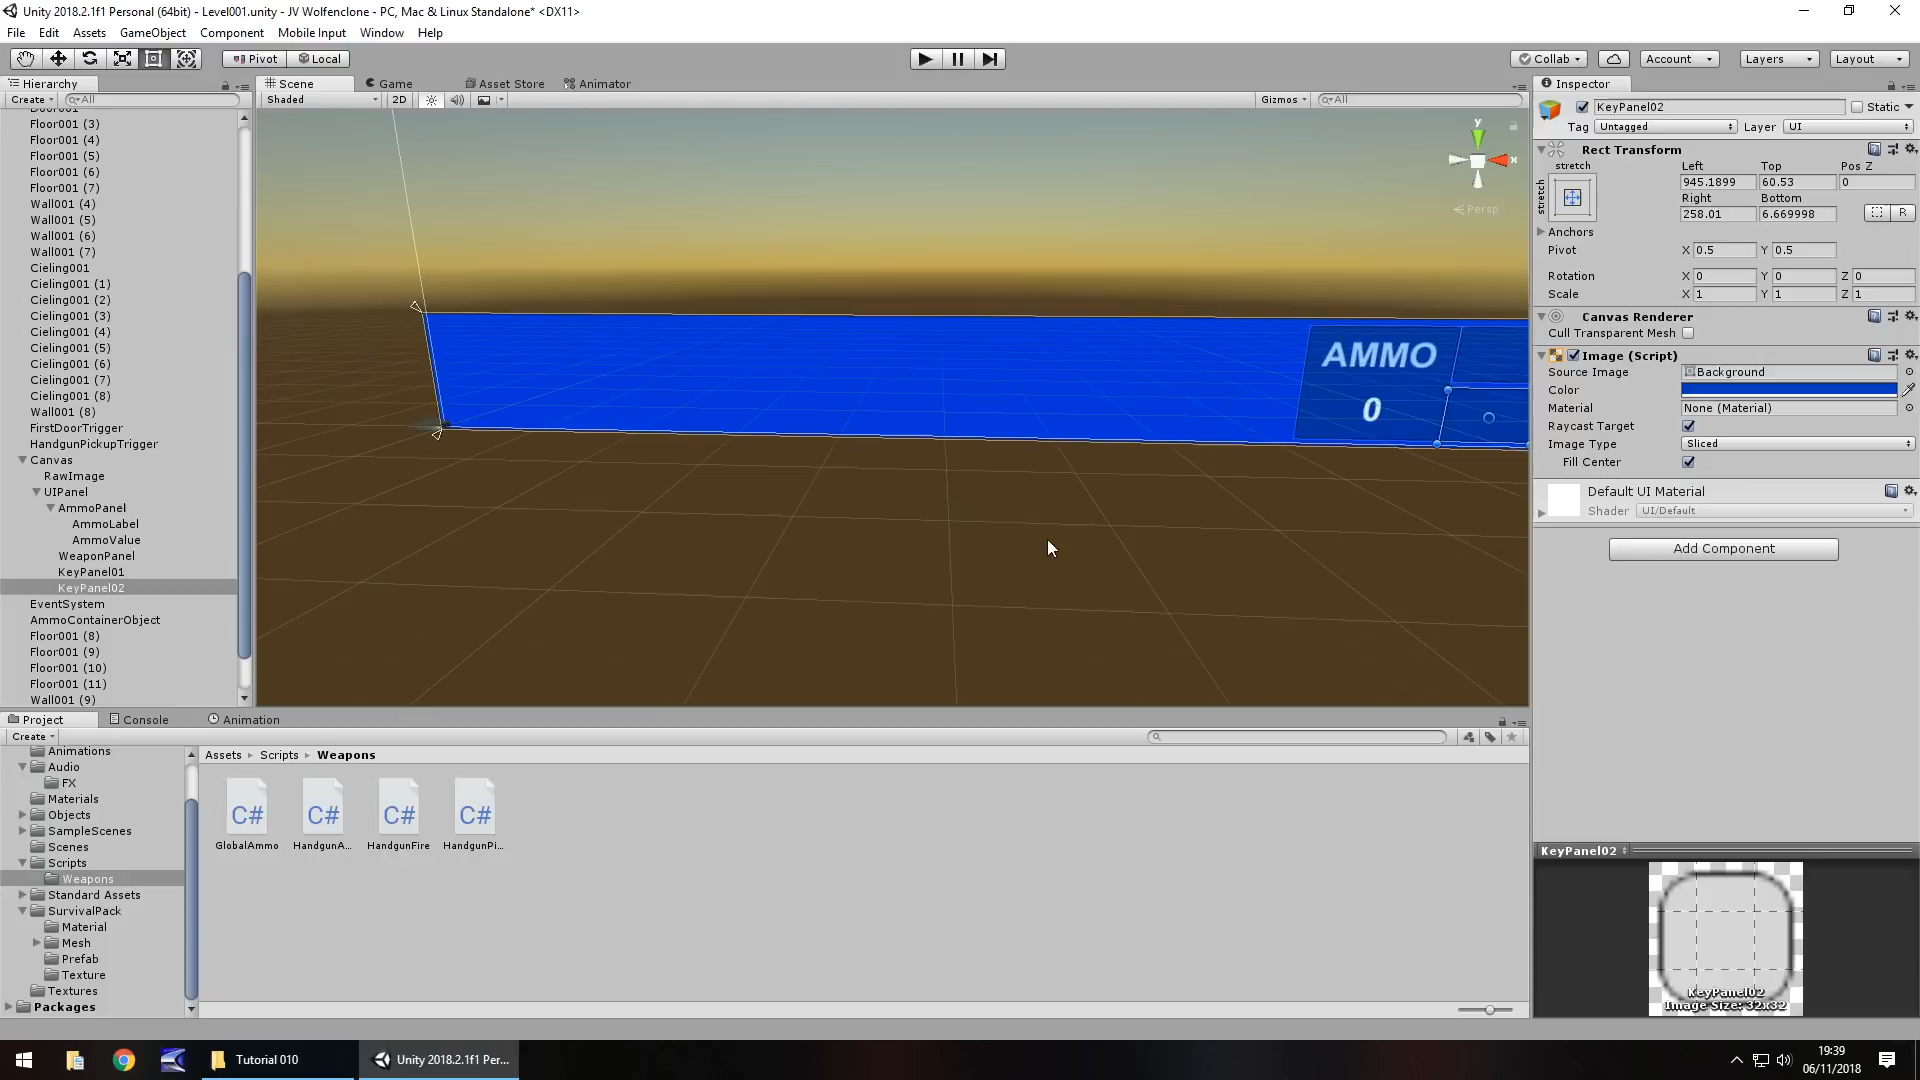 Unity 2018.2.1f1 Personal (64bit) - Level001.unity - JV Wolfenclone - PC, Mac & Linux Standalone* <DX11>
File Edit Assets GameObject Component Mobile Input Window Help
Pivot Local Collab Account Layers Layout
Hierarchy
Create All
Floor001 (3)
Floor001 (4)
Floor001 (5)
Floor001 (6)
Floor001 (7)
Wall001 (4)
Wall001 (5)
Wall001 (6)
Wall001 (7)
Cieling001
Cieling001 (1)
Cieling001 (2)
Cieling001 (3)
Cieling001 (4)
Cieling001 (5)
Cieling001 (6)
Cieling001 (7)
Cieling001 (8)
Wall001 (8)
FirstDoorTrigger
HandgunPickupTrigger
Canvas
RawImage
UIPanel
AmmoPanel
AmmoLabel
AmmoValue
WeaponPanel
KeyPanel01
KeyPanel02
EventSystem
AmmoContainerObject
Floor001 (8)
Floor001 (9)
Floor001 (10)
Floor001 (11)
Wall001 (9)
Scene Game Asset Store Animator
Shaded 2D Gizmos All
y
x
Persp
AMMO
0
Inspector
KeyPanel02 Static
Tag Untagged Layer UI
Rect Transform
stretch Left Top Pos Z
stretch 945.1899 60.53 0
Right Bottom
258.01 6.669998 R
Anchors
Pivot X 0.5 Y 0.5
Rotation X 0 Y 0 Z 0
Scale X 1 Y 1 Z 1
Canvas Renderer
Cull Transparent Mesh
Image (Script)
Source Image Background
Color
Material None (Material)
Raycast Target
Image Type Sliced
Fill Center
Default UI Material
Shader UI/Default
Add Component
KeyPanel02
KeyPanel02
Image Size: 32x32
Project Console Animation
Create
Animations
Audio
FX
Materials
Objects
SampleScenes
Scenes
Scripts
Weapons
Standard Assets
SurvivalPack
Material
Mesh
Prefab
Texture
Textures
Packages
Assets Scripts Weapons
C# C# C# C#
GlobalAmmo HandgunA... HandgunFire HandgunPi...
Tutorial 010 Unity 2018.2.1f1 Per...
19:39
06/11/2018